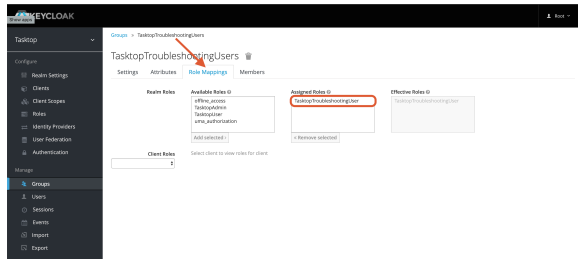 KEYCLOAK
Show apps
Root
Tasktop
Groups > TasktopTroubleshootingUsers
TasktopTroubleshootingUsers
Settings Attributes Role Mappings Members
Configure
Realm Settings
Clients
Client Scopes
Roles
Identity Providers
User Federation
Authentication
Manage
Groups
Users
Sessions
Events
Import
Export
Realm Roles
Available Roles
offline_access
TasktopAdmin
TasktopUser
uma_authorization
Add selected ›
Assigned Roles
TasktopTroubleshootingUser
« Remove selected
Effective Roles
TasktopTroubleshootingUser
Client Roles
Select client to view roles for client